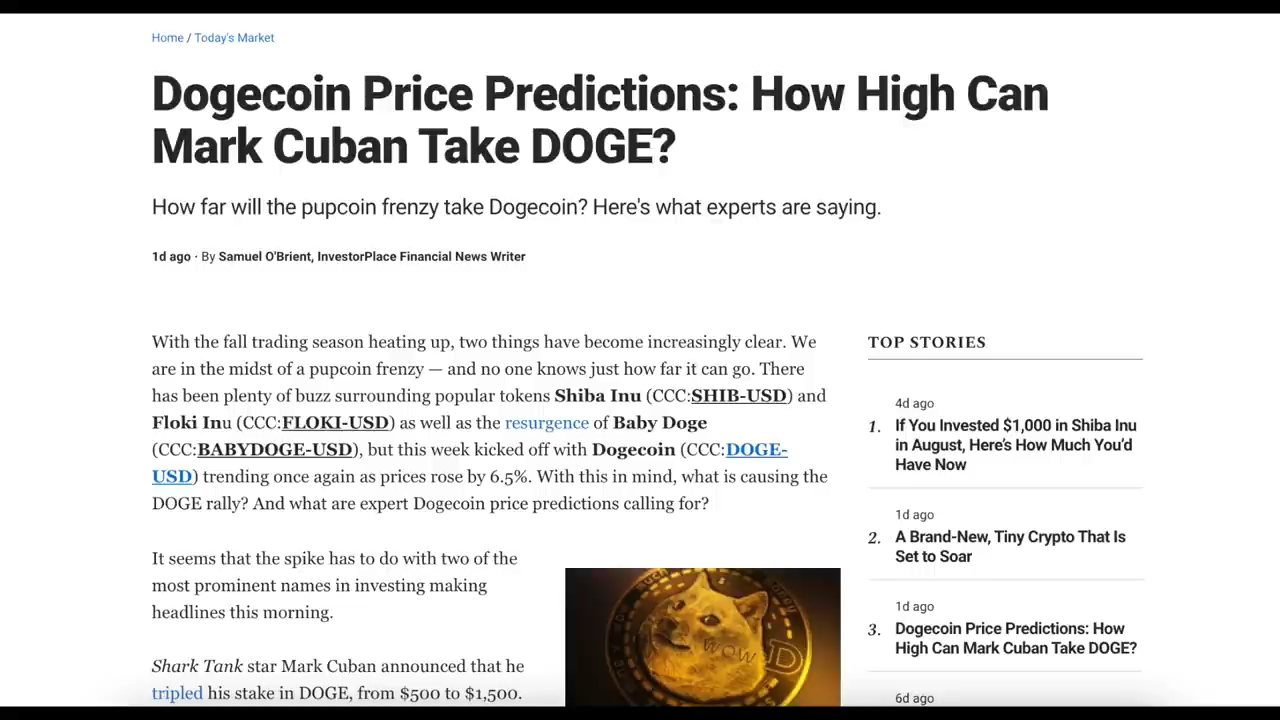 Home / Today's Market
Dogecoin Price Predictions: How High Can
Mark Cuban Take DOGE?
How far will the pupcoin frenzy take Dogecoin? Here's what experts are saying.
1d ago · By Samuel O'Brient, InvestorPlace Financial News Writer
With the fall trading season heating up, two things have become increasingly clear. We
are in the midst of a pupcoin frenzy — and no one knows just how far it can go. There
has been plenty of buzz surrounding popular tokens Shiba Inu (CCC:SHIB-USD) and
Floki Inu (CCC:FLOKI-USD) as well as the resurgence of Baby Doge
(CCC:BABYDOGE-USD), but this week kicked off with Dogecoin (CCC:DOGE-
USD) trending once again as prices rose by 6.5%. With this in mind, what is causing the
DOGE rally? And what are expert Dogecoin price predictions calling for?
It seems that the spike has to do with two of the
most prominent names in investing making
headlines this morning.
Shark Tank star Mark Cuban announced that he
tripled his stake in DOGE, from $500 to $1,500.
WOW
D
TOP STORIES
4d ago
1. If You Invested $1,000 in Shiba Inu
in August, Here's How Much You'd
Have Now
1d ago
2. A Brand-New, Tiny Crypto That Is
Set to Soar
1d ago
3. Dogecoin Price Predictions: How
High Can Mark Cuban Take DOGE?
6d ago